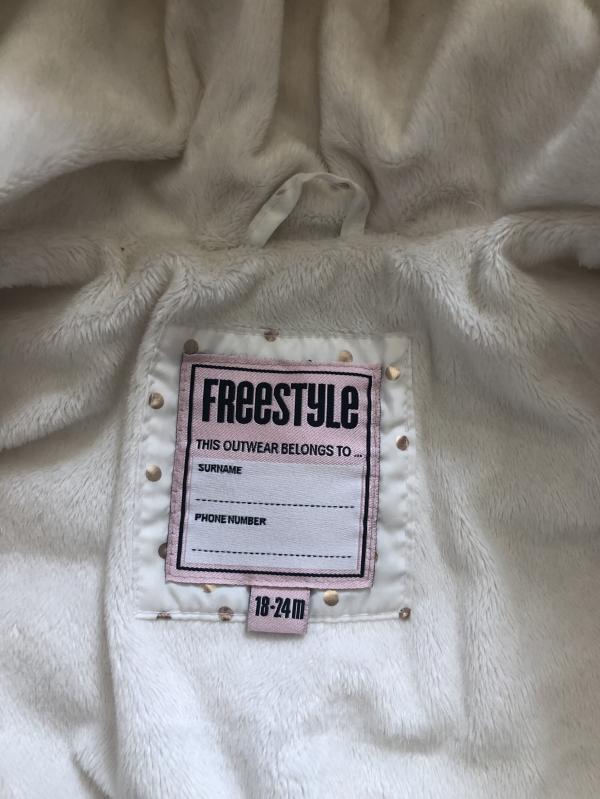 FReeSTyLe
THIS OUTWEAR BELONGS TO ...
SURNAME
PHONE NUMBER
18-24m